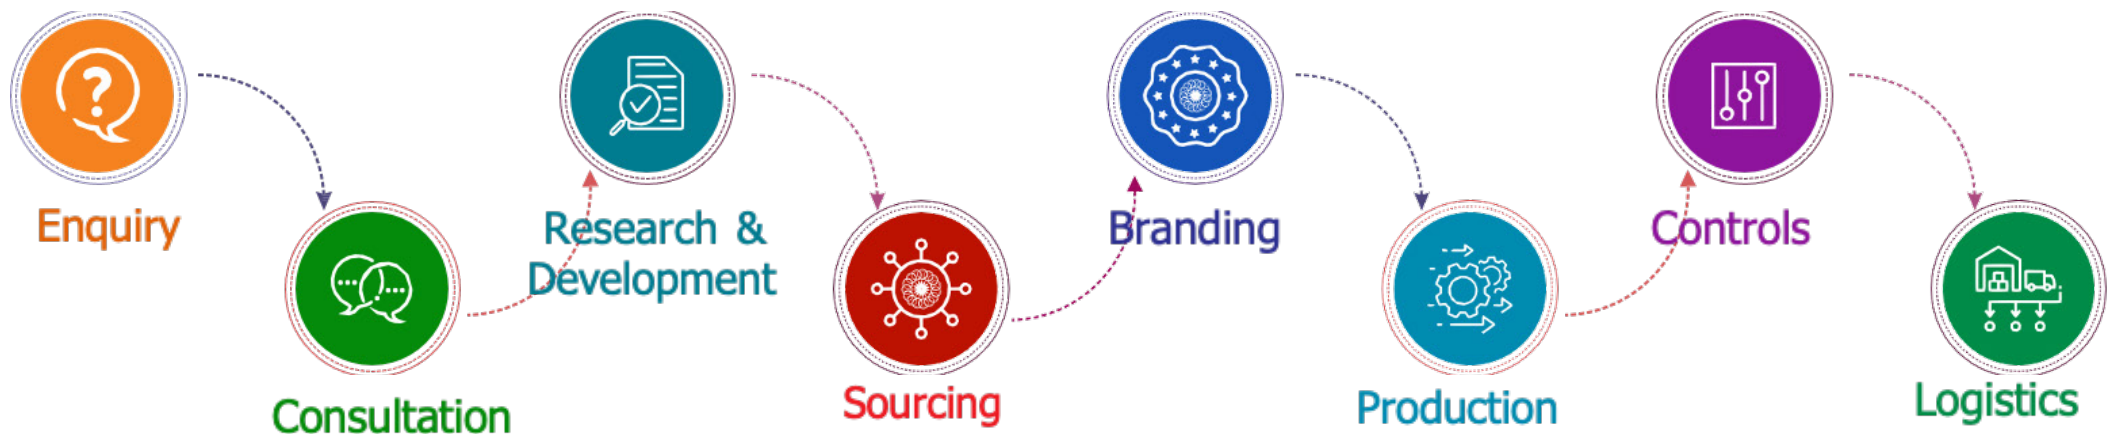 Enquiry
Consultation
Research &
Development
Sourcing
Branding
Production
Controls
Logistics